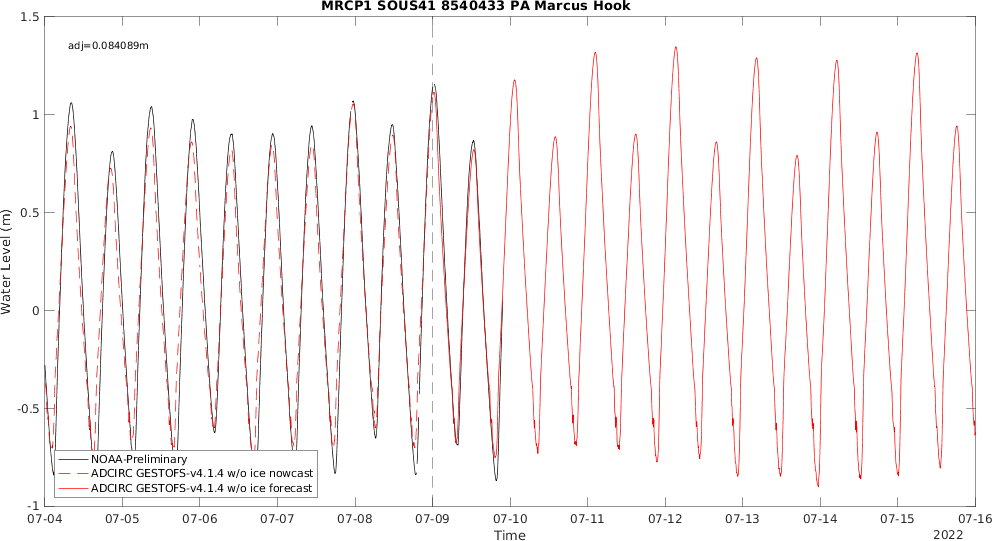 MRCP1 SOUS41 8540433 PA Marcus Hook
1.5
adj=0.084089m
1
0.5
0
-0.5
-1
Water Level (m)
NOAA-Preliminary
ADCIRC GESTOFS-v4.1.4 w/o ice nowcast
ADCIRC GESTOFS-v4.1.4 w/o ice forecast
07-04 07-05 07-06 07-07 07-08 07-09 07-10 07-11 07-12 07-13 07-14 07-15 07-16
Time
2022